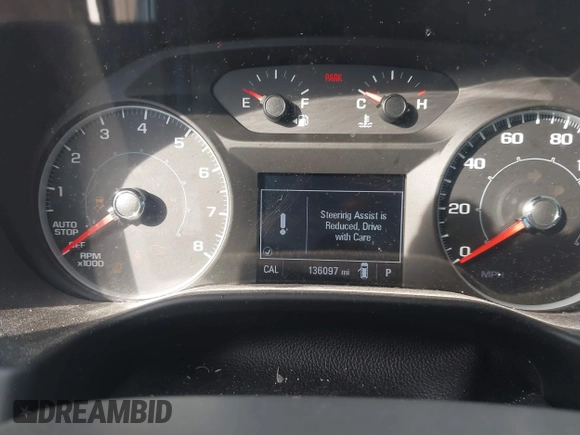 PARK
E F
C H
1 2 3 4 5 6 7 8
AUTO
STOP
OFF
RPM
x1000
Steering Assist is
Reduced, Drive
with Care
CAL 136097 mi P
0 20 40 60 80
MPH
DREAMBID